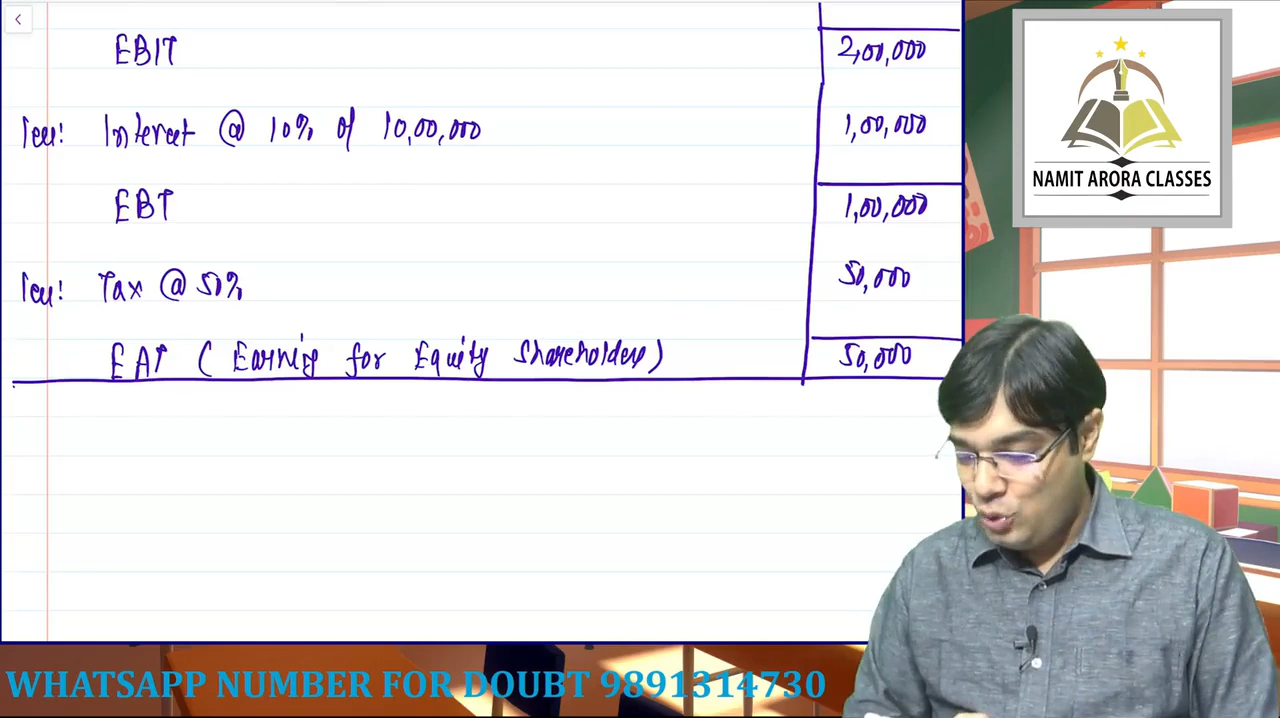 EBIT 2,00,000
less: Interest @ 10% of 10,00,000 1,00,000
EBT 1,00,000
less: Tax @ 50% 50,000
EAT ( Earning for Equity Shareholders) 50,000
NAMIT ARORA CLASSES
WHATSAPP NUMBER FOR DOUBT 9891314730